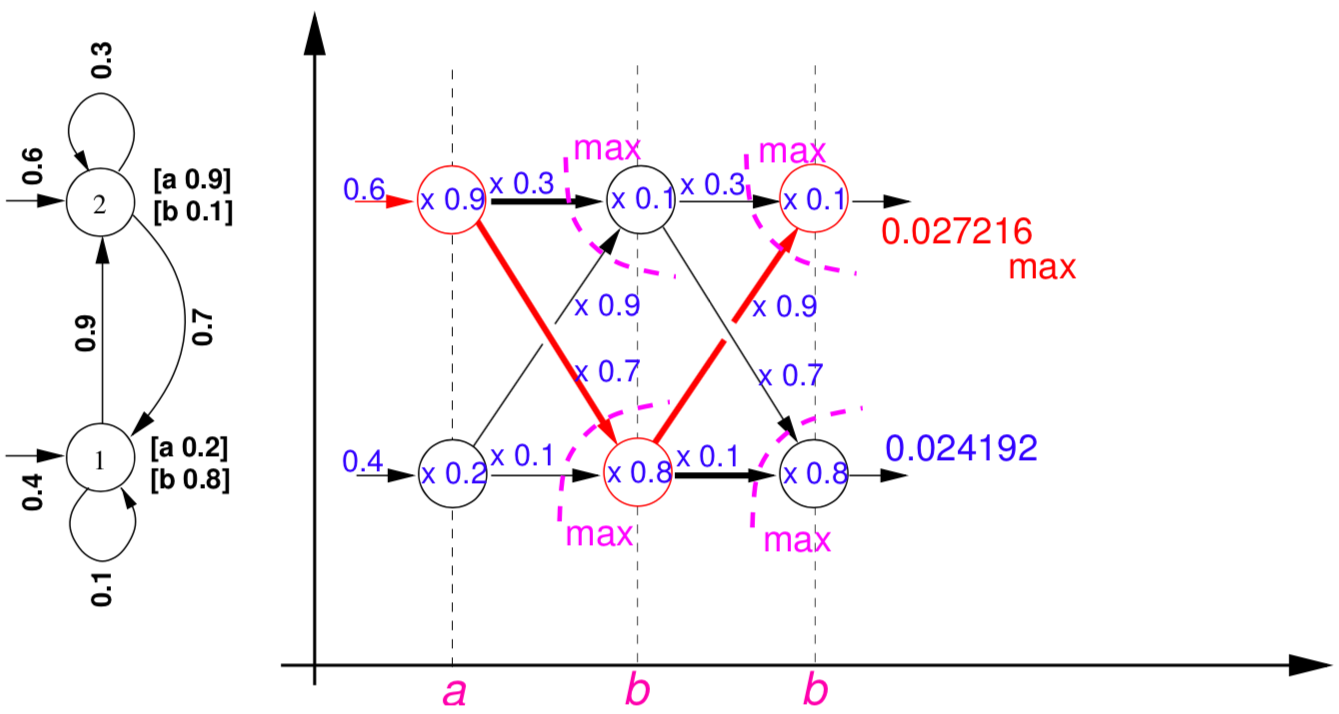 0.3
0.6
2
[a 0.9]
[b 0.1]
0.9
0.7
0.4
1
[a 0.2]
[b 0.8]
0.1
max
max
0.6
x 0.9
x 0.3
x 0.1
x 0.3
x 0.1
0.027216
max
x 0.9
x 0.9
x 0.7
x 0.7
0.4
x 0.2
x 0.1
x 0.8
x 0.1
x 0.8
0.024192
max
max
a
b
b